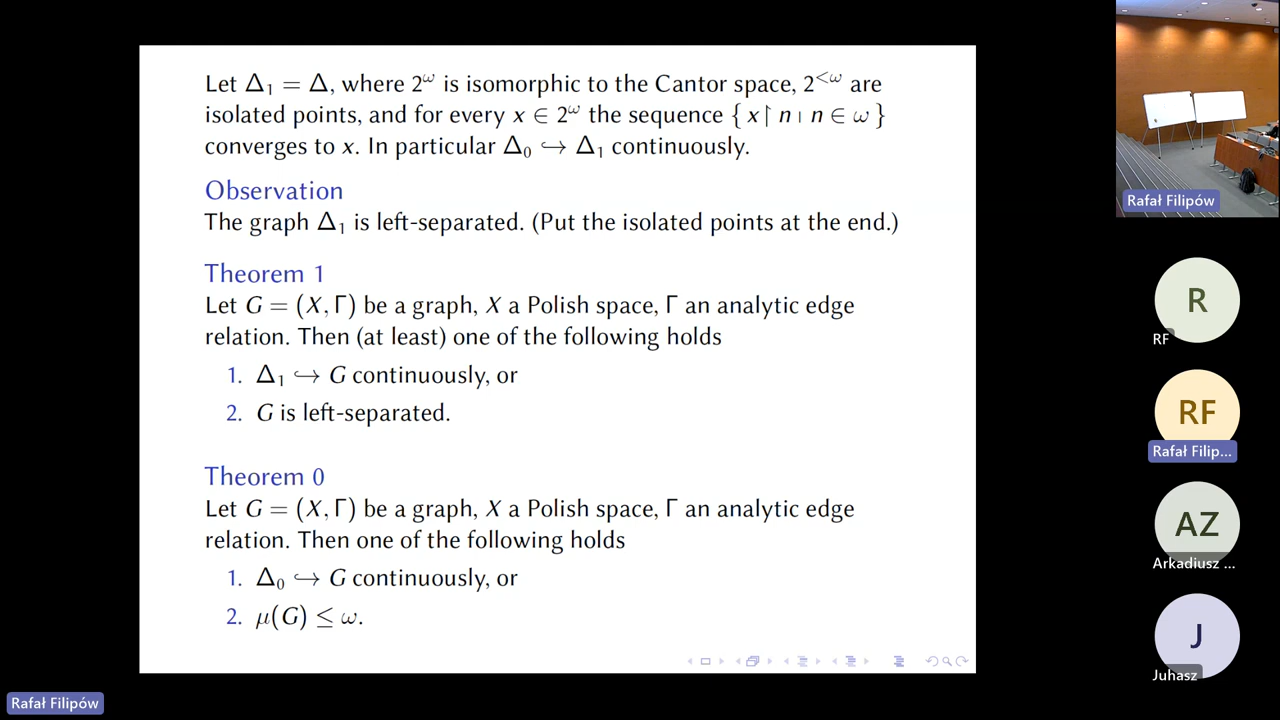 Let Δ₁ = Δ, where 2^ω is isomorphic to the Cantor space, 2^{<ω} are
isolated points, and for every x ∈ 2^ω the sequence { x↾n | n ∈ ω }
converges to x. In particular Δ₀ ↪ Δ₁ continuously.
Observation
The graph Δ₁ is left-separated. (Put the isolated points at the end.)
Theorem 1
Let G = (X, Γ) be a graph, X a Polish space, Γ an analytic edge
relation. Then (at least) one of the following holds
1. Δ₁ ↪ G continuously, or
2. G is left-separated.
Theorem 0
Let G = (X, Γ) be a graph, X a Polish space, Γ an analytic edge
relation. Then one of the following holds
1. Δ₀ ↪ G continuously, or
2. μ(G) ≤ ω.
Rafał Filipów
Rafał Filipów
R
RF
RF
Rafał Filip...
AZ
Arkadiusz ...
J
Juhasz